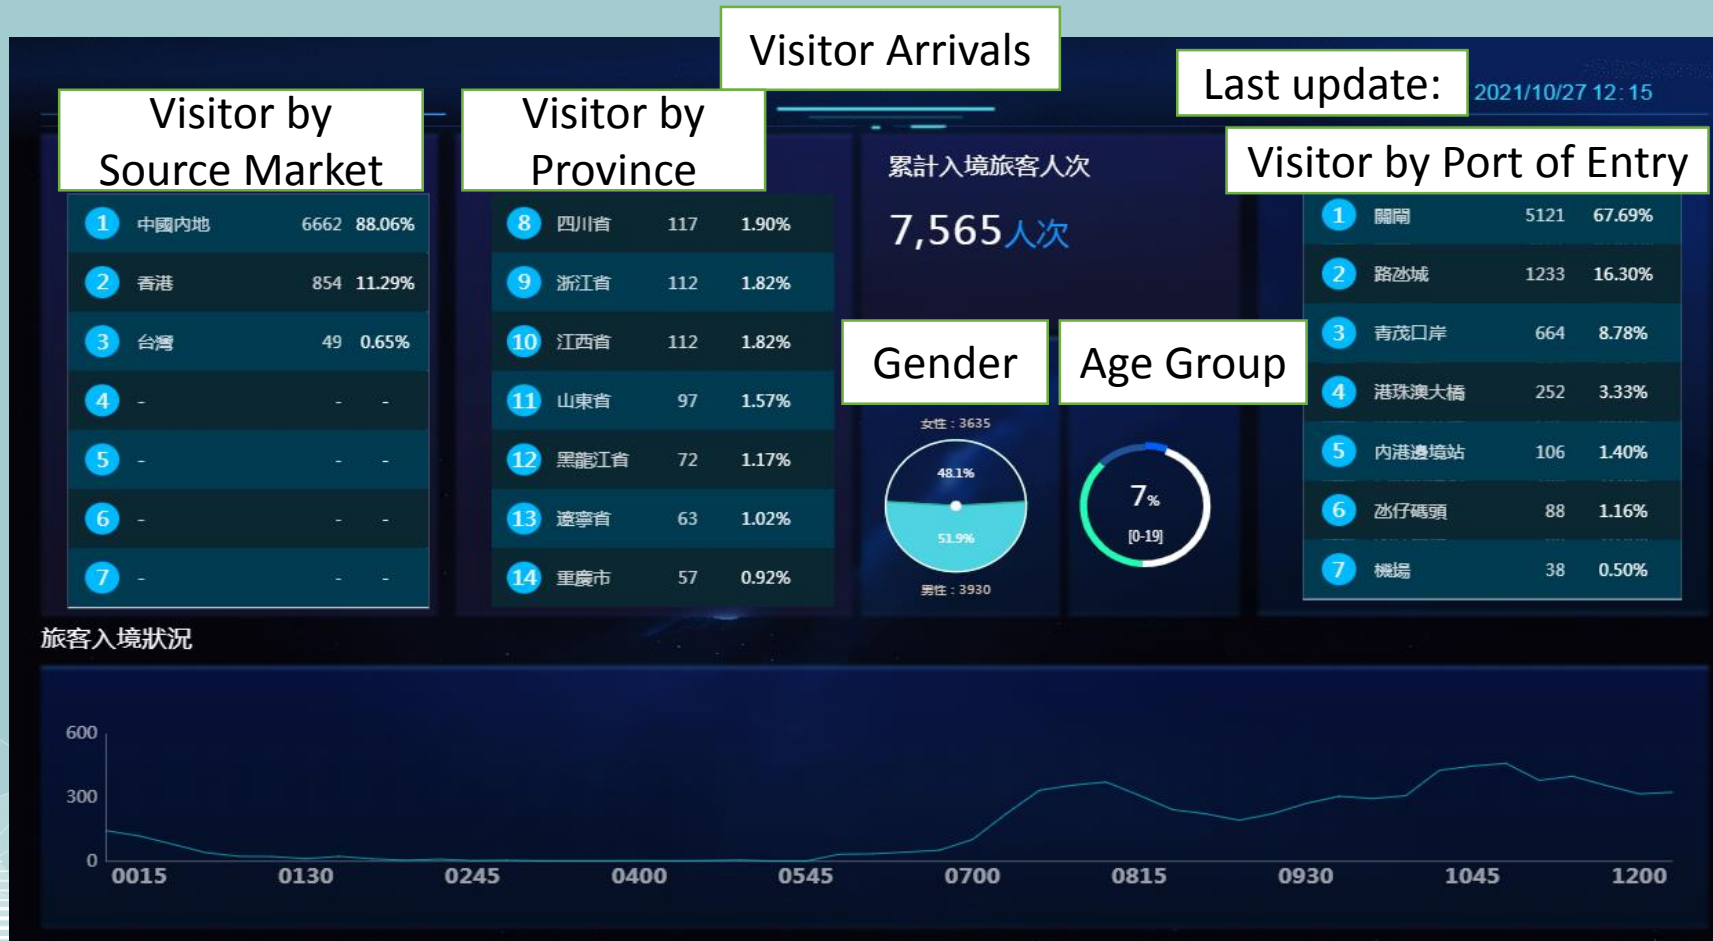 Visitor Arrivals
Last update:
2021/10/27 12:15
Visitor by
Source Market
1 中國內地 6662 88.06%
2 香港 854 11.29%
3 台灣 49 0.65%
4 - - -
5 - - -
6 - - -
7 - - -
Visitor by
Province
8 四川省 117 1.90%
9 浙江省 112 1.82%
10 江西省 112 1.82%
11 山東省 97 1.57%
12 黑龍江省 72 1.17%
13 遼寧省 63 1.02%
14 重慶市 57 0.92%
累計入境旅客人次
7,565人次
Gender
女性：3635
48.1%
51.9%
男性：3930
Age Group
7%
[0-19]
Visitor by Port of Entry
1 關閘 5121 67.69%
2 路氹城 1233 16.30%
3 青茂口岸 664 8.78%
4 港珠澳大橋 252 3.33%
5 內港邊境站 106 1.40%
6 氹仔碼頭 88 1.16%
7 機場 38 0.50%
旅客入境狀況
600
300
0
0015 0130 0245 0400 0545 0700 0815 0930 1045 1200